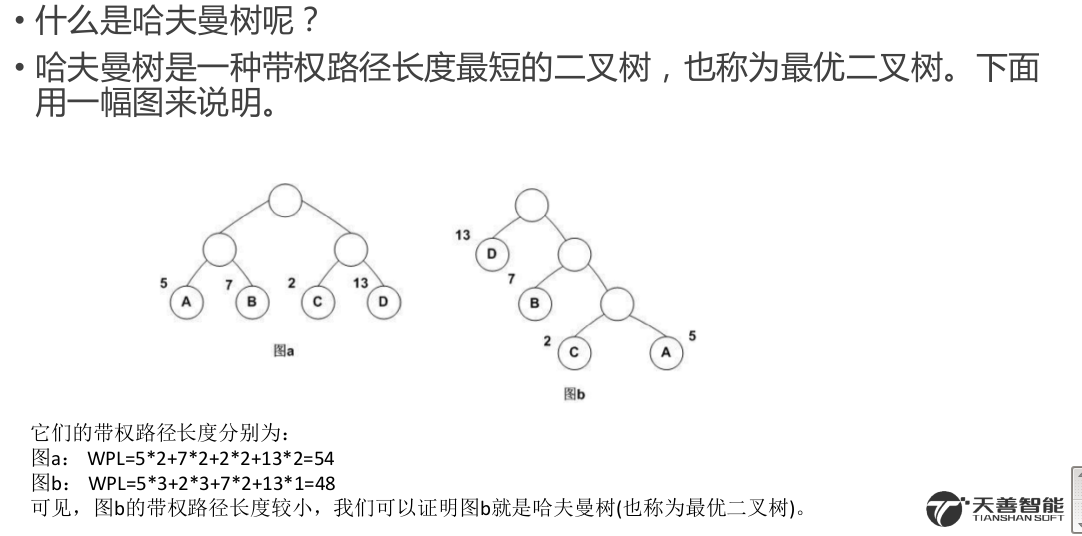 • 什么是哈夫曼树呢？
• 哈夫曼树是一种带权路径长度最短的二叉树，也称为最优二叉树。下面
用一幅图来说明。
5 A 7 B 2 C 13 D
图a
13 D
7 B
2 C A 5
图b
它们的带权路径长度分别为：
图a： WPL=5*2+7*2+2*2+13*2=54
图b： WPL=5*3+2*3+7*2+13*1=48
可见，图b的带权路径长度较小，我们可以证明图b就是哈夫曼树(也称为最优二叉树)。
天善智能
TIANSHAN SOFT